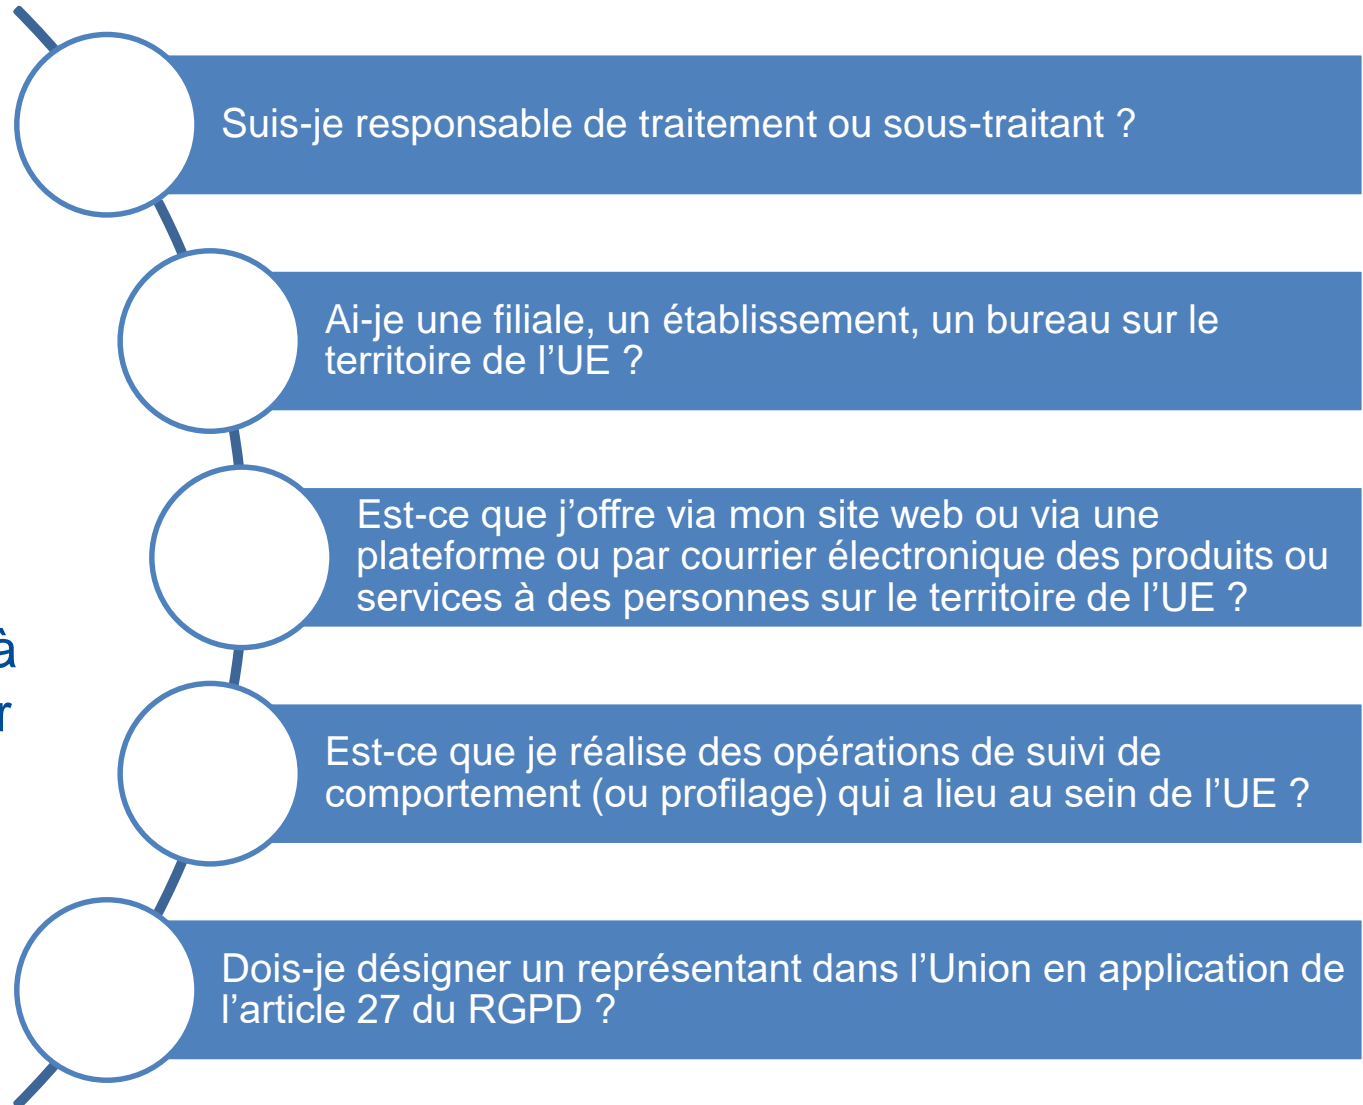 Suis-je responsable de traitement ou sous-traitant ?
Ai-je une filiale, un établissement, un bureau sur le
territoire de l’UE ?
Est-ce que j’offre via mon site web ou via une
plateforme ou par courrier électronique des produits ou
services à des personnes sur le territoire de l’UE ?
à
r
Est-ce que je réalise des opérations de suivi de
comportement (ou profilage) qui a lieu au sein de l’UE ?
Dois-je désigner un représentant dans l’Union en application de
l’article 27 du RGPD ?